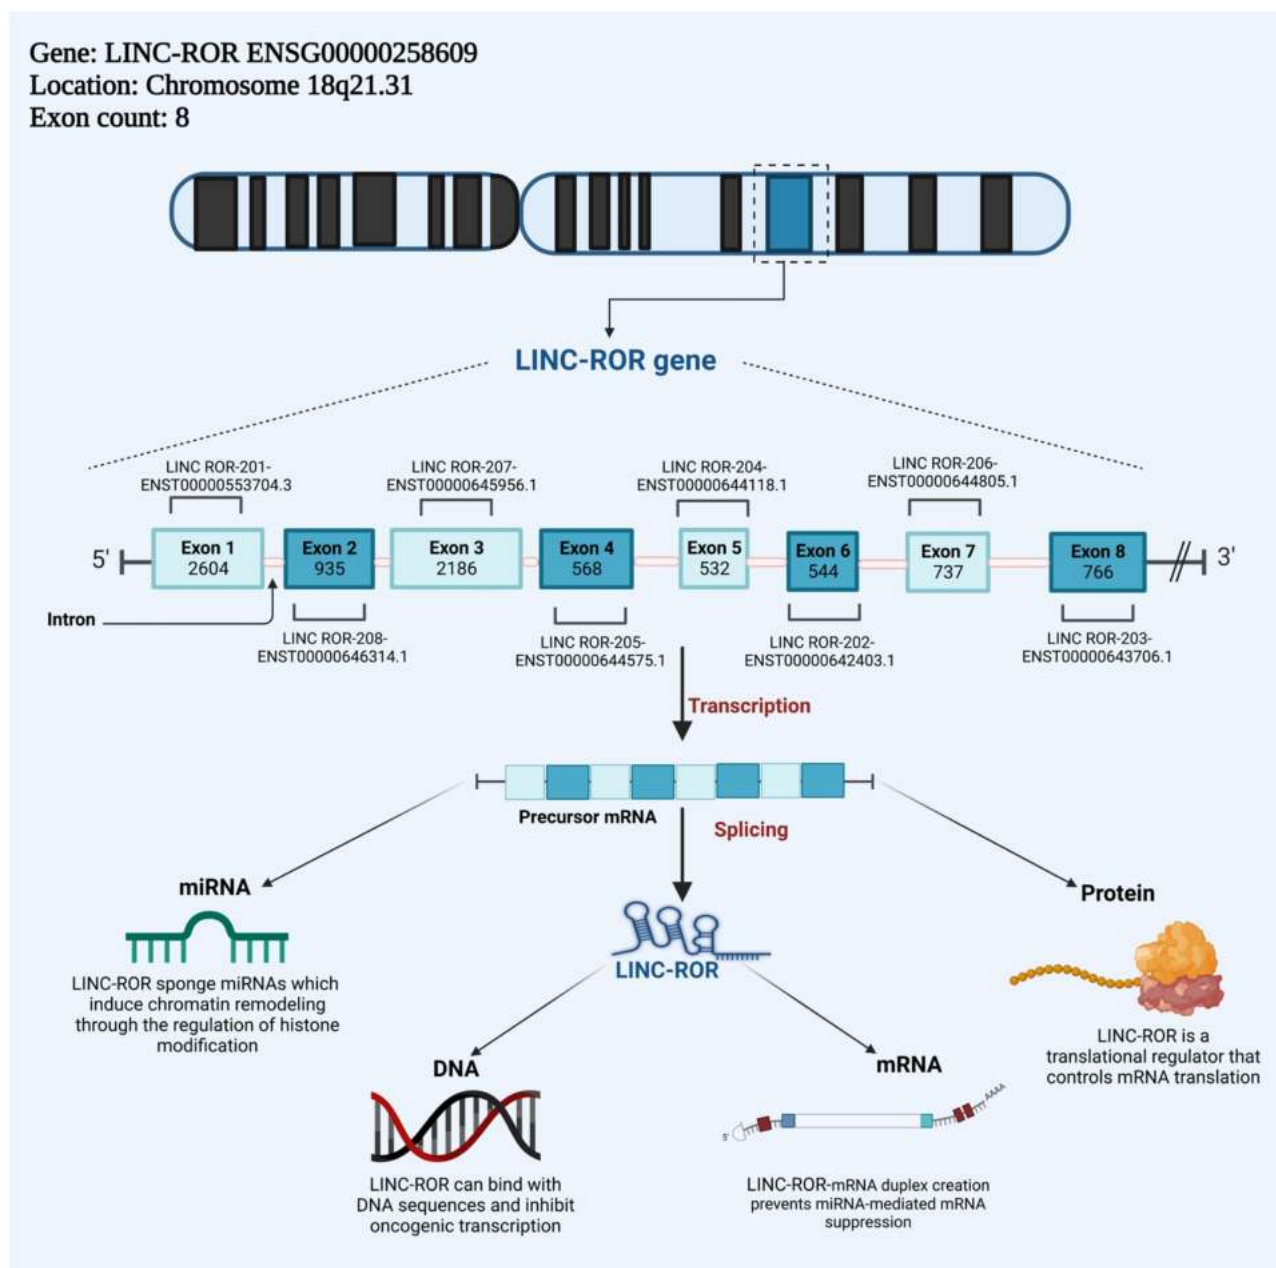 Gene: LINC-ROR ENSG00000258609
Location: Chromosome 18q21.31
Exon count: 8
LINC-ROR gene
LINC ROR-201-
ENST00000553704.3
LINC ROR-207-
ENST00000645956.1
LINC ROR-204-
ENST00000644118.1
LINC ROR-206-
ENST00000644805.1
5'
Exon 1
2604
Exon 2
935
Exon 3
2186
Exon 4
568
Exon 5
532
Exon 6
544
Exon 7
737
Exon 8
766
3'
Intron
LINC ROR-208-
ENST00000646314.1
LINC ROR-205-
ENST00000644575.1
LINC ROR-202-
ENST00000642403.1
LINC ROR-203-
ENST00000643706.1
Transcription
Precursor mRNA
Splicing
miRNA
LINC-ROR sponge miRNAs which
induce chromatin remodeling
through the regulation of histone
modification
LINC-ROR
Protein
LINC-ROR is a
translational regulator that
controls mRNA translation
DNA
LINC-ROR can bind with
DNA sequences and inhibit
oncogenic transcription
mRNA
5'
AAAA
LINC-ROR-mRNA duplex creation
prevents miRNA-mediated mRNA
suppression